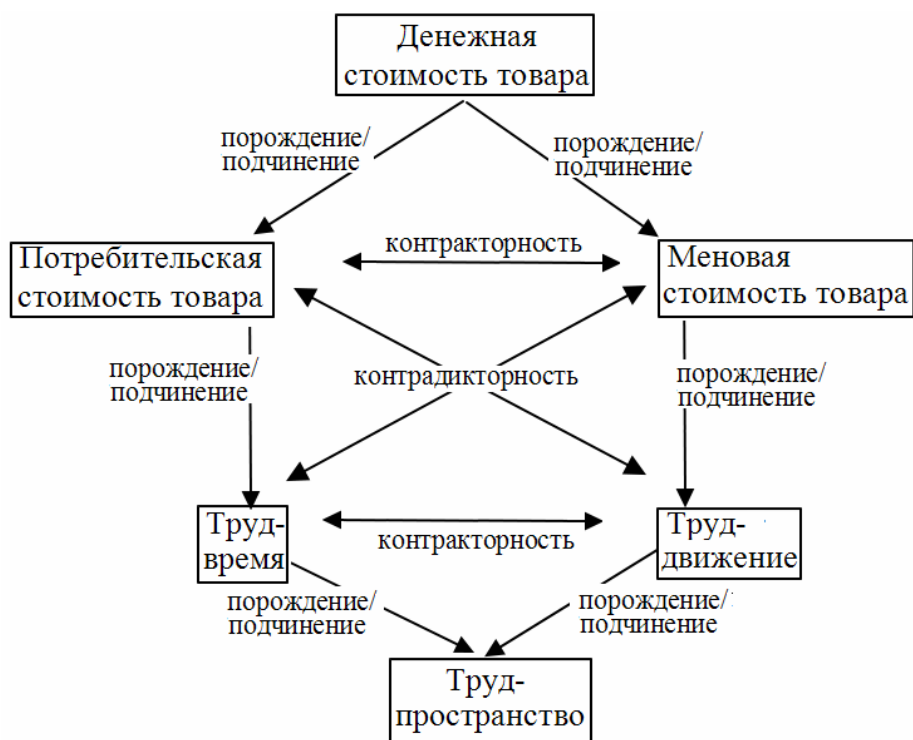 Денежная
стоимость товара
порождение/
подчинение
порождение/
подчинение
контракторность
Потребительская
стоимость товара
Меновая
стоимость товара
порождение/
подчинение
контрадикторность
порождение/
подчинение
Труд-
время
контракторность
Труд-
движение
порождение/
подчинение
порождение/
подчинение
Труд-
пространство